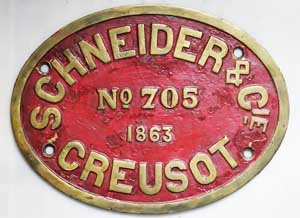 SCHNEIDER & CIE
No 705
1863
CREUSOT